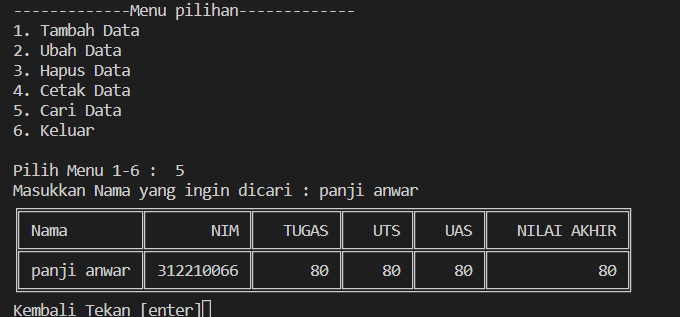 -------------Menu pilihan-------------
1. Tambah Data
2. Ubah Data
3. Hapus Data
4. Cetak Data
5. Cari Data
6. Keluar
Pilih Menu 1-6 :  5
Masukkan Nama yang ingin dicari : panji anwar
Nama NIM TUGAS UTS UAS NILAI AKHIR
panji anwar 312210066 80 80 80 80
Kembali Tekan [enter]